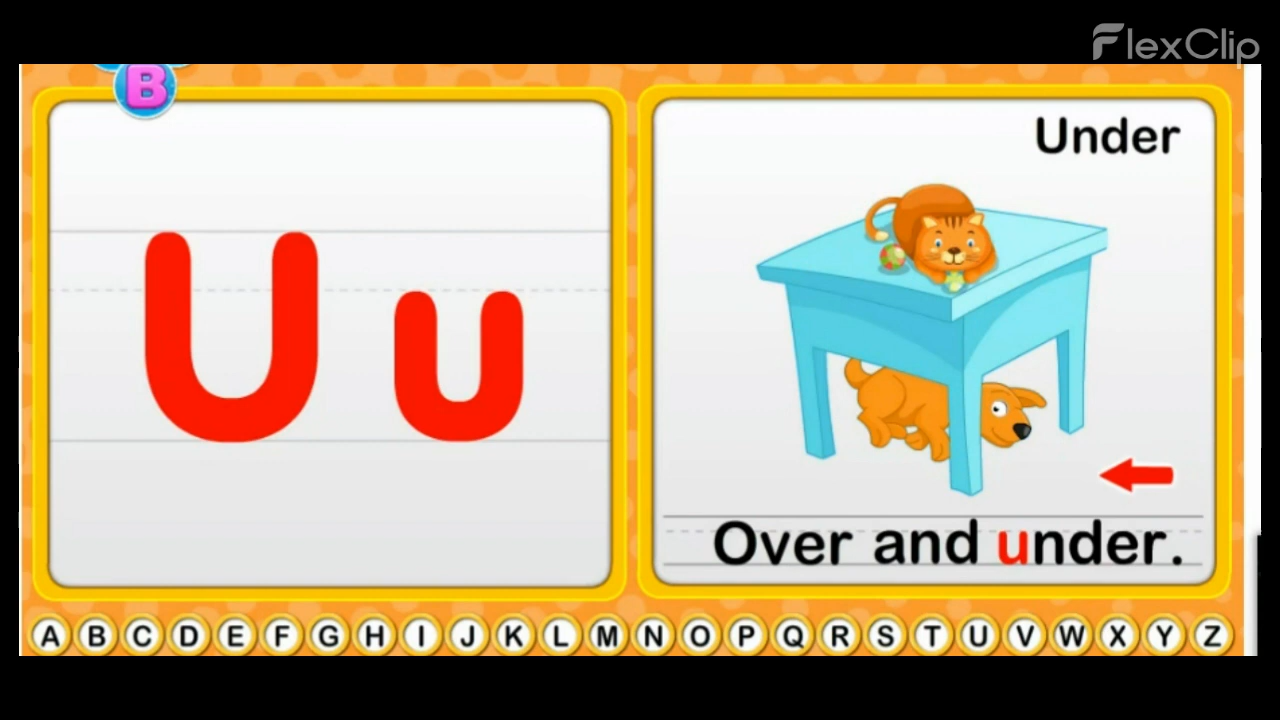 FlexClip
B
U u
Under
Over and under.
A B C D E F G H I J K L M N O P Q R S T U V W X Y Z